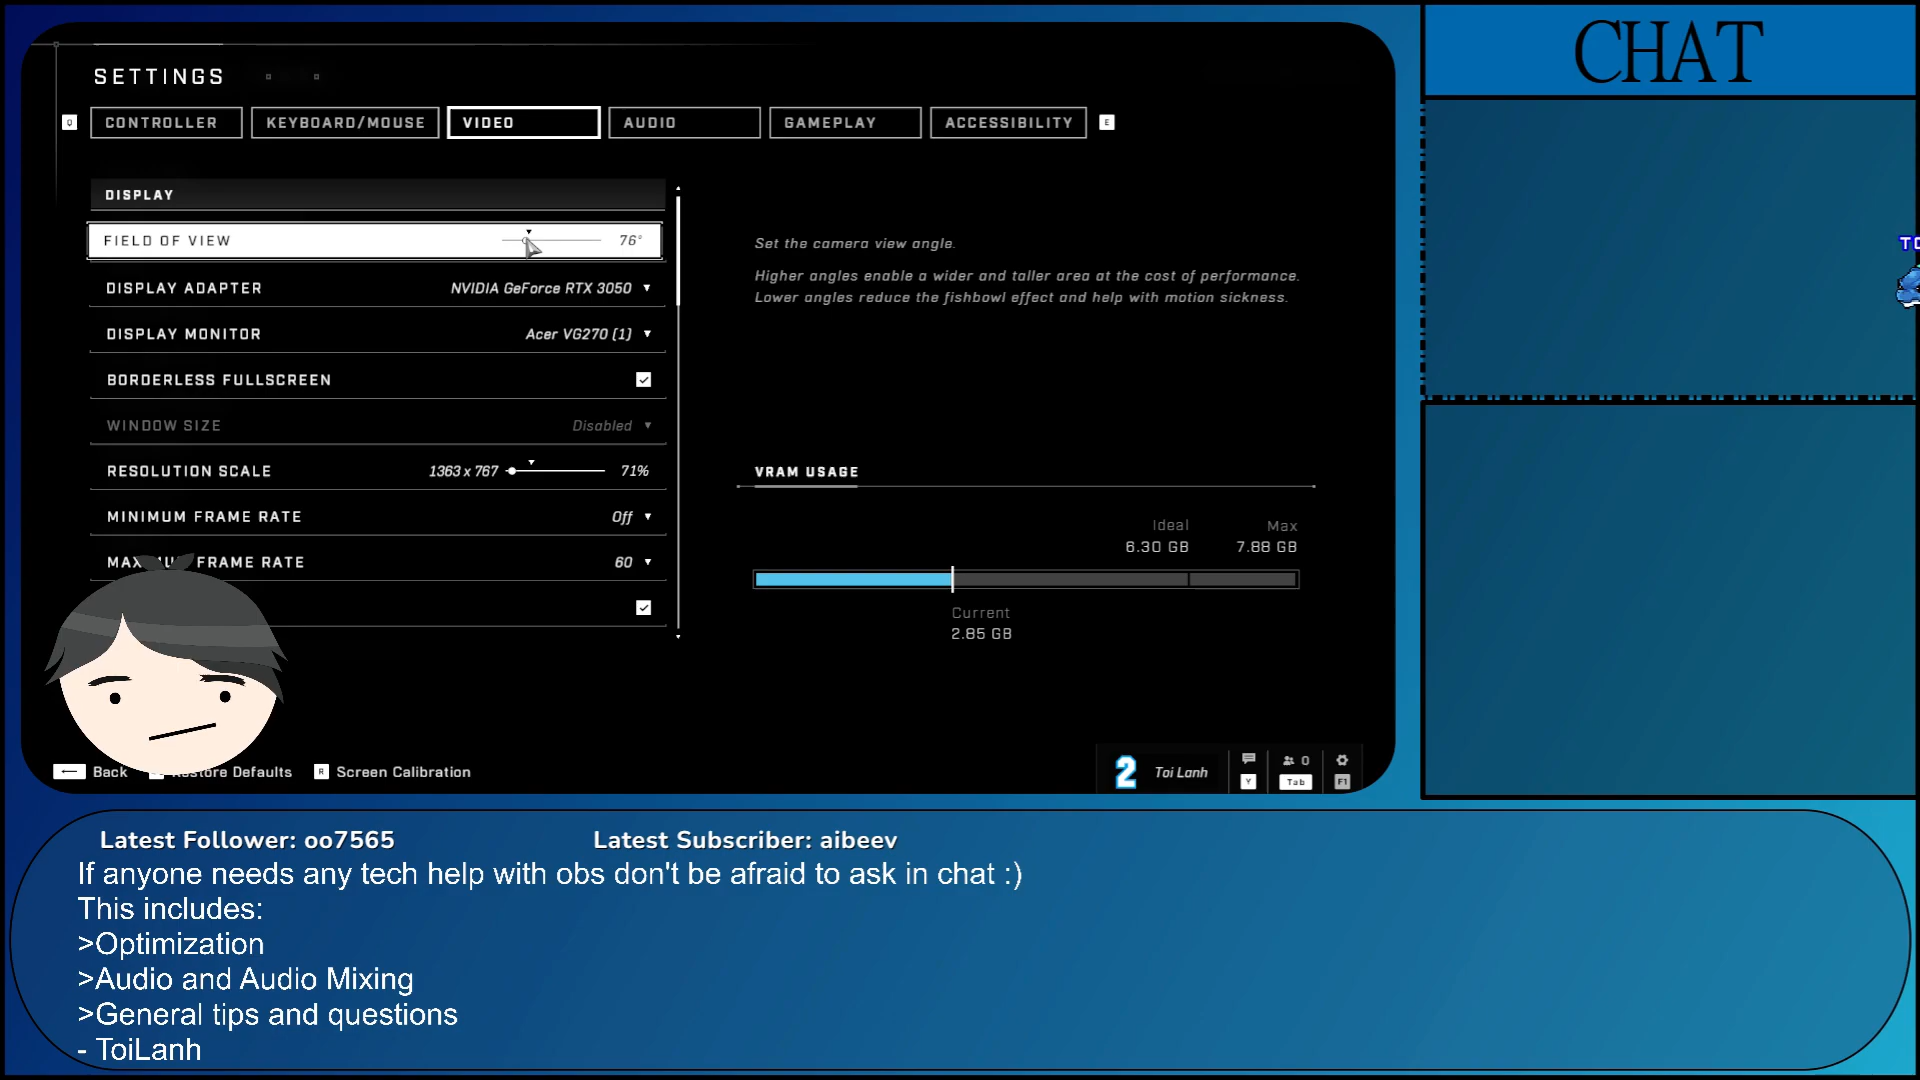 CHAT
SETTINGS
Q CONTROLLER KEYBOARD/MOUSE VIDEO AUDIO GAMEPLAY ACCESSIBILITY E
DISPLAY
FIELD OF VIEW 76°
DISPLAY ADAPTER NVIDIA GeForce RTX 3050
DISPLAY MONITOR Acer VG270 [1]
BORDERLESS FULLSCREEN
WINDOW SIZE Disabled
RESOLUTION SCALE 1363 x 767 71%
MINIMUM FRAME RATE Off
FRAME RATE 60
Set the camera view angle.
Higher angles enable a wider and taller area at the cost of performance.
Lower angles reduce the fishbowl effect and help with motion sickness.
VRAM USAGE
Ideal Max
6.30 GB 7.88 GB
Current
2.85 GB
Back Restore Defaults R Screen Calibration
2 Toi Lanh Y 0 Tab F1
TO
Latest Follower: oo7565 Latest Subscriber: aibeev
If anyone needs any tech help with obs don't be afraid to ask in chat :)
This includes:
>Optimization
>Audio and Audio Mixing
>General tips and questions
- ToiLanh